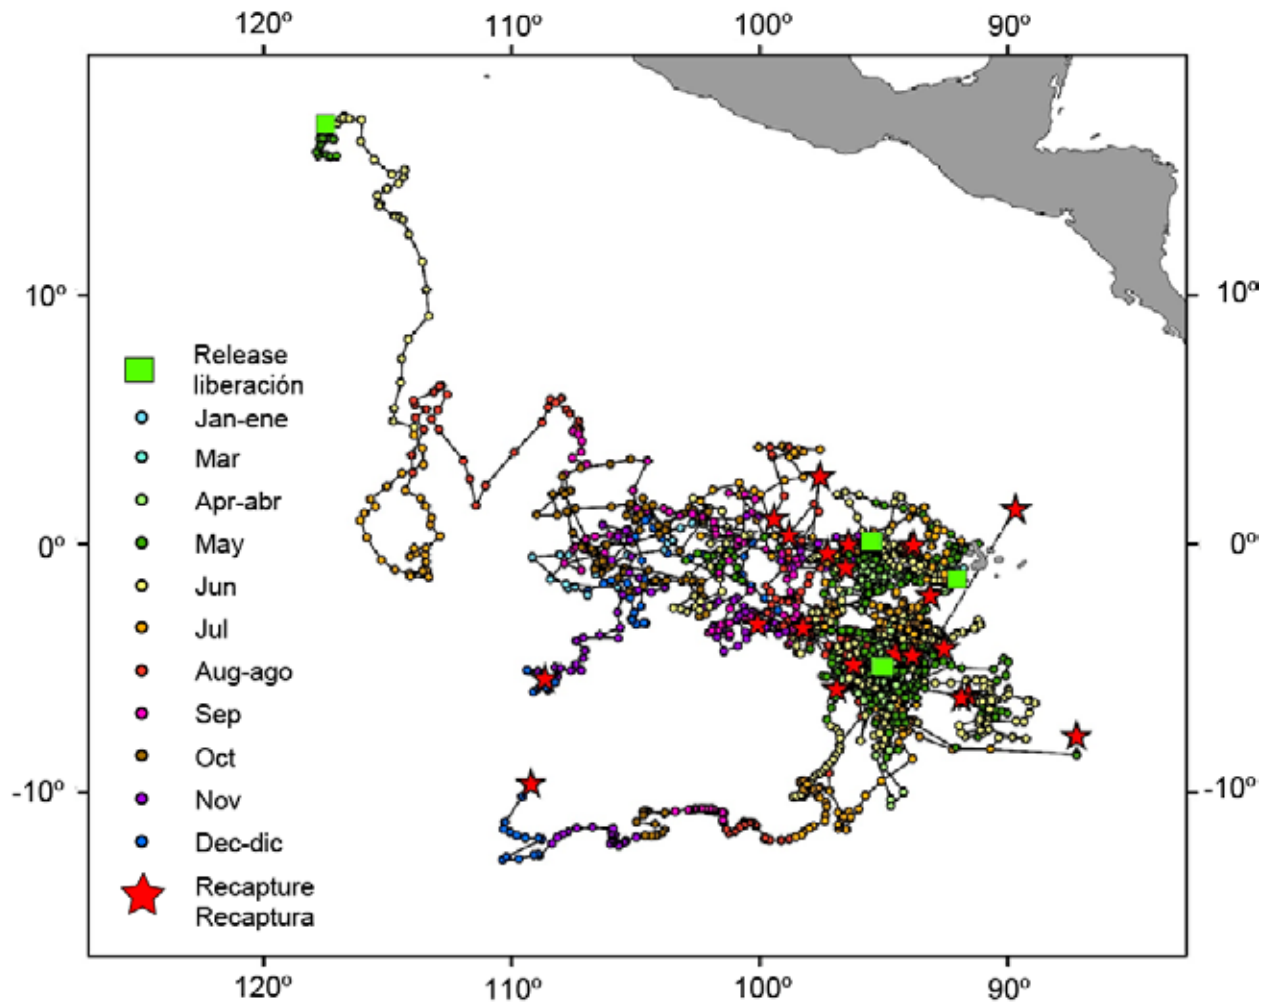 120º 110º 100º 90º
10º 10º
Release
liberación
Jan-ene
Mar
Apr-abr
0º May 0º
Jun
Jul
Aug-ago
Sep
Oct
-10º Nov -10º
Dec-dic
Recapture
Recaptura
120º 110º 100º 90º